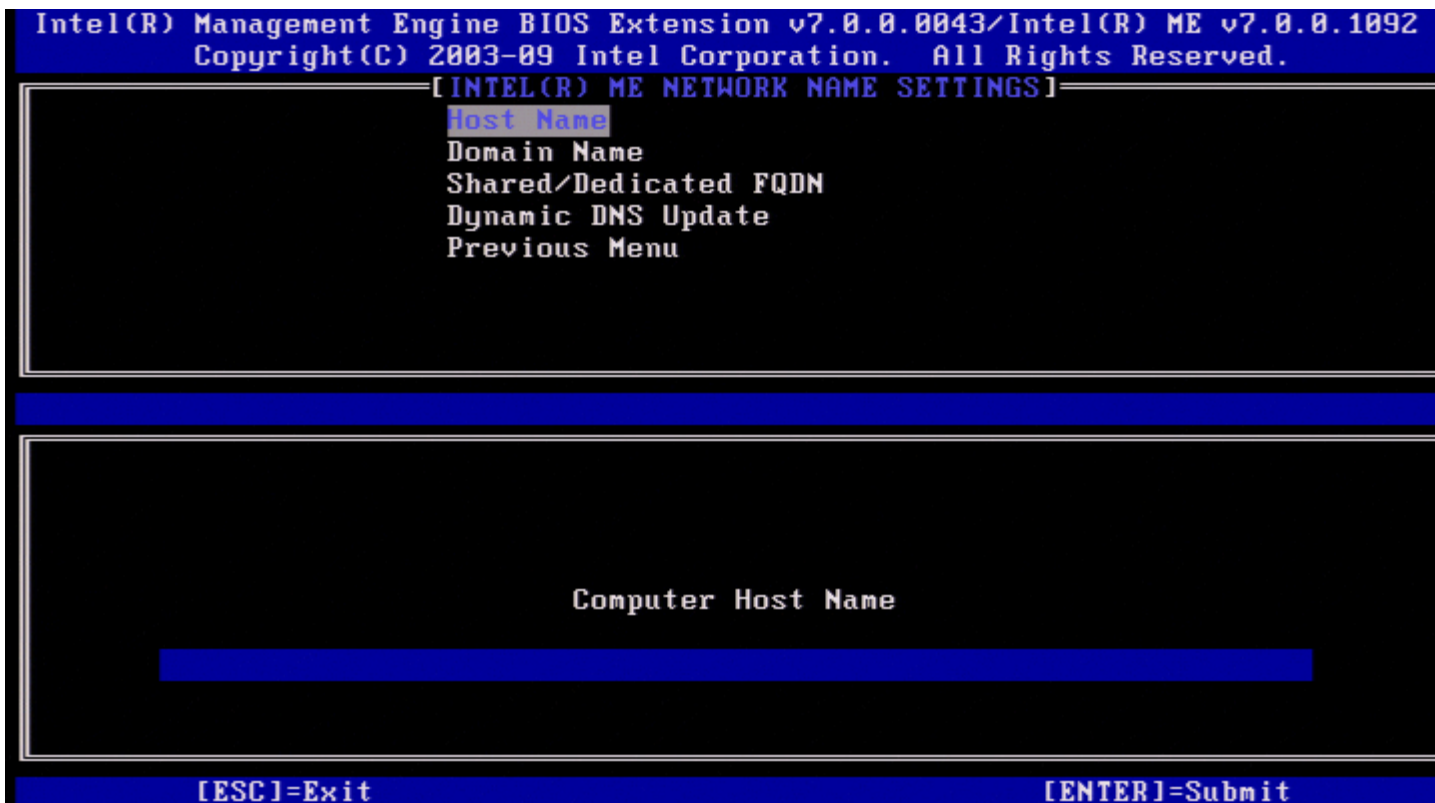 Intel(R) Management Engine BIOS Extension v7.0.0.0043/Intel(R) ME v7.0.0.1092
Copyright(C) 2003-09 Intel Corporation. All Rights Reserved.
[INTEL(R) ME NETWORK NAME SETTINGS]
Host Name
Domain Name
Shared/Dedicated FQDN
Dynamic DNS Update
Previous Menu
Computer Host Name
[ESC]=Exit [ENTER]=Submit